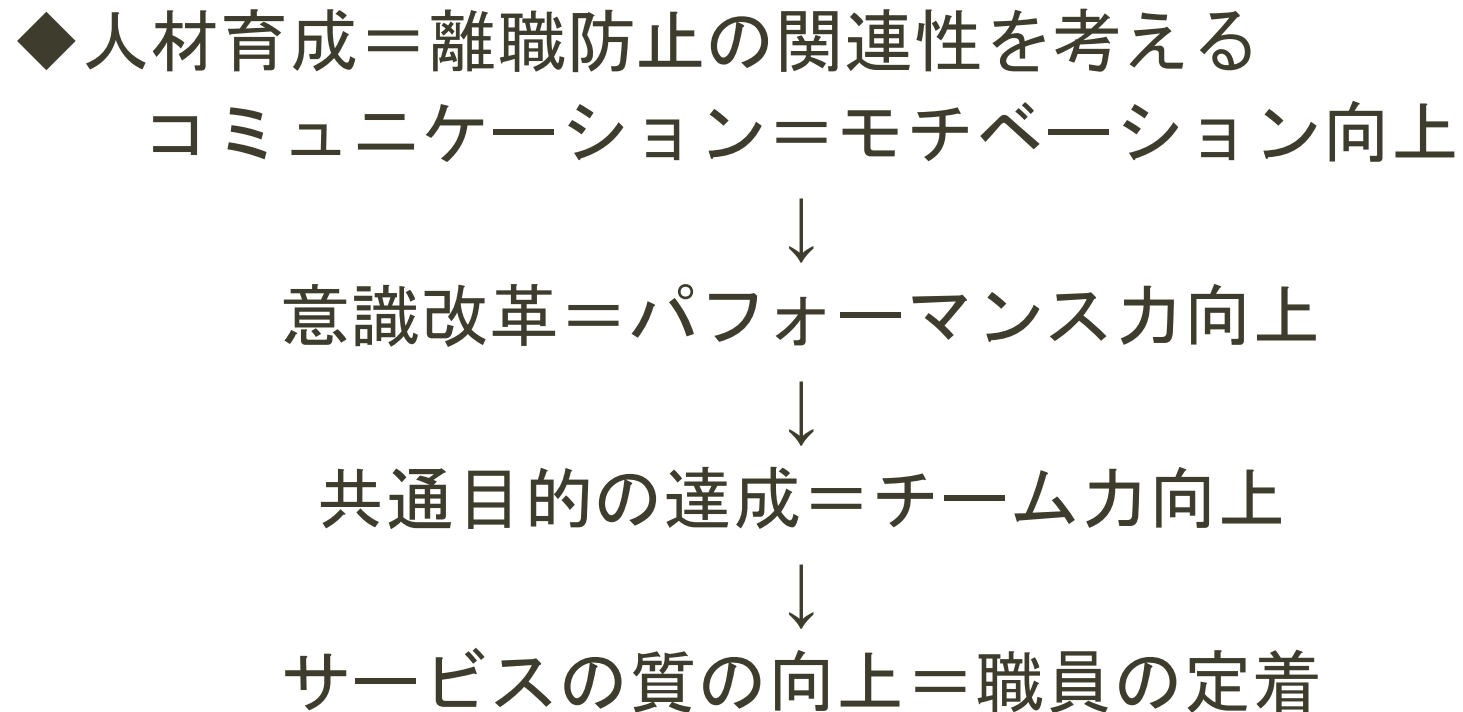 ◆人材育成＝離職防止の関連性を考える
コミュニケーション＝モチベーション向上
↓
意識改革＝パフォーマンス力向上
↓
共通目的の達成＝チーム力向上
↓
サービスの質の向上＝職員の定着